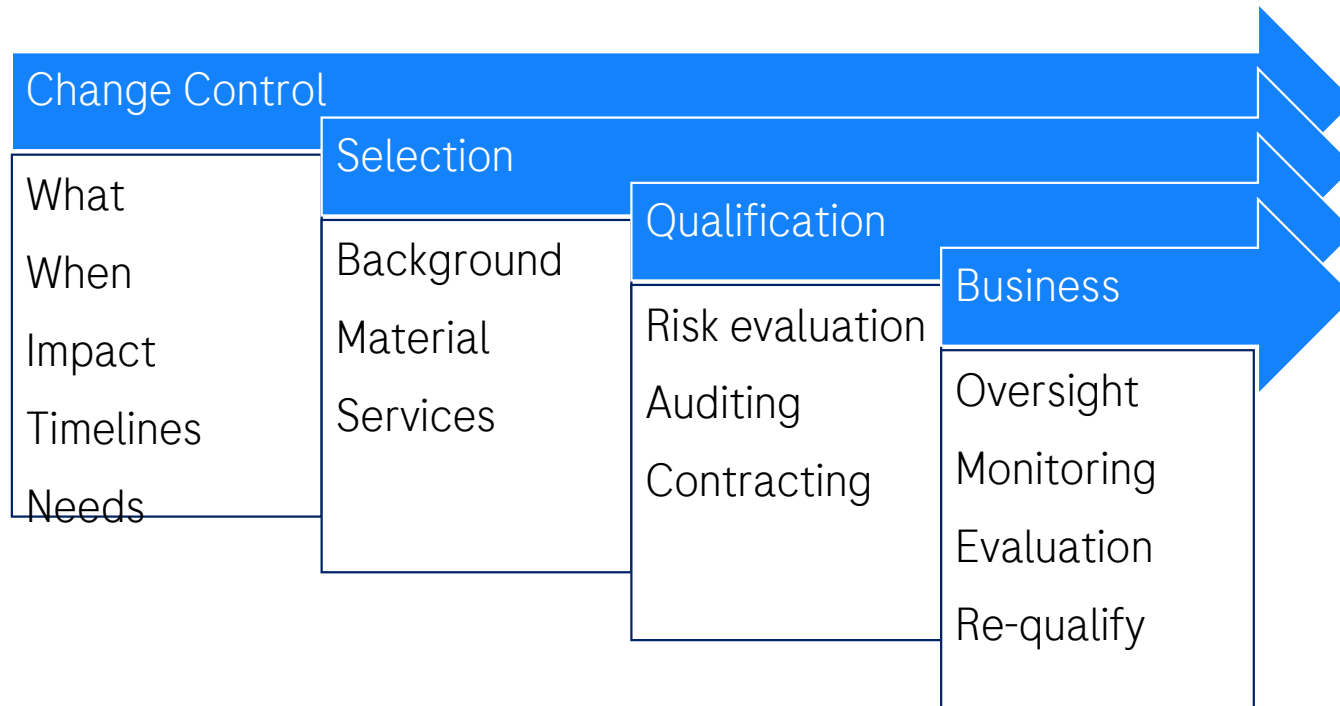 Change Control
What
When
Impact
Timelines
Needs
Selection
Background
Material
Services
Qualification
Risk evaluation
Auditing
Contracting
Business
Oversight
Monitoring
Evaluation
Re-qualify